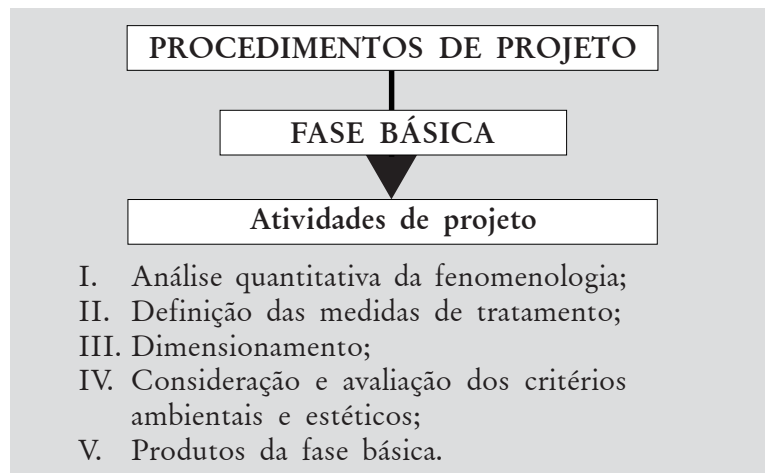 PROCEDIMENTOS DE PROJETO
FASE BÁSICA
Atividades de projeto
I. Análise quantitativa da fenomenologia;
II. Definição das medidas de tratamento;
III. Dimensionamento;
IV. Consideração e avaliação dos critérios
ambientais e estéticos;
V. Produtos da fase básica.